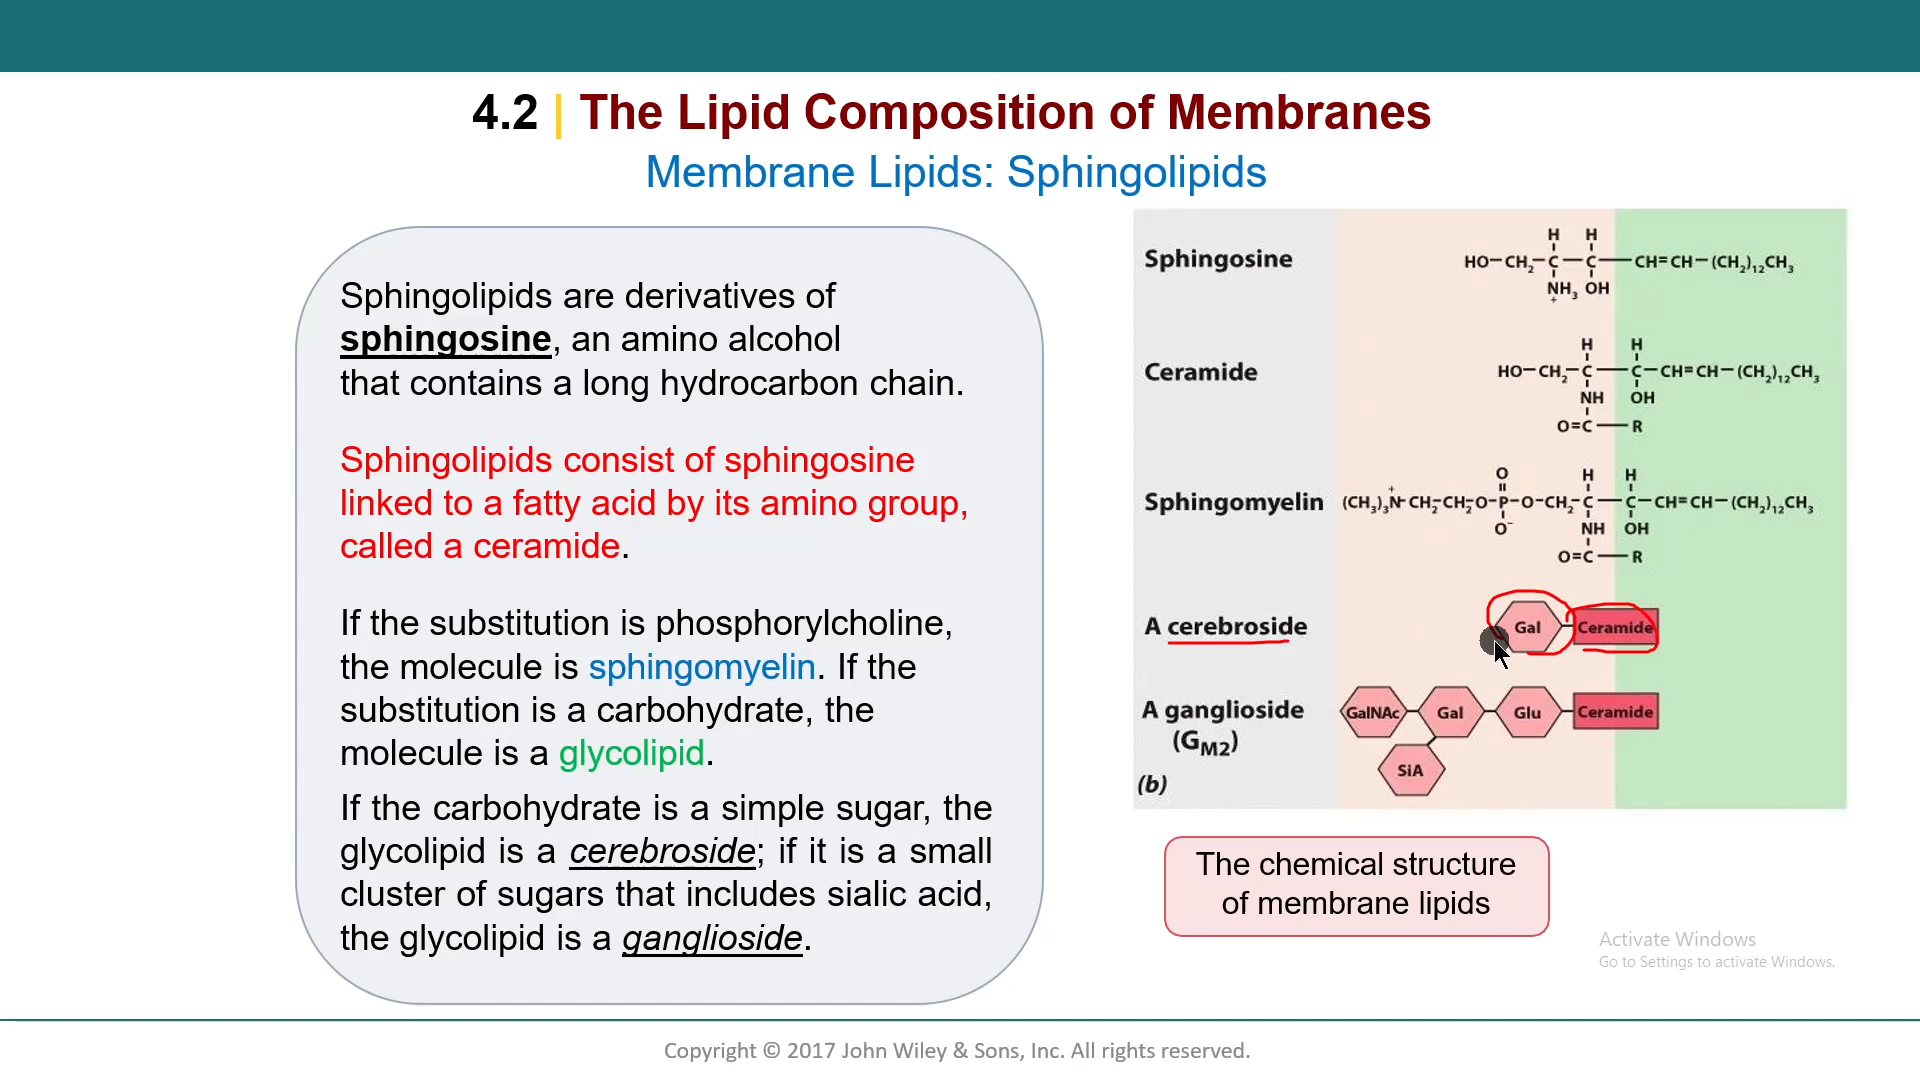 4.2 | The Lipid Composition of Membranes
Membrane Lipids: Sphingolipids
Sphingolipids are derivatives of
sphingosine, an amino alcohol
that contains a long hydrocarbon chain.
Sphingolipids consist of sphingosine
linked to a fatty acid by its amino group,
called a ceramide.
If the substitution is phosphorylcholine,
the molecule is sphingomyelin. If the
substitution is a carbohydrate, the
molecule is a glycolipid.
If the carbohydrate is a simple sugar, the
glycolipid is a cerebroside; if it is a small
cluster of sugars that includes sialic acid,
the glycolipid is a ganglioside.
H H
Sphingosine HO–CH₂–C–C–CH=CH–(CH₂)₁₂CH₃
NH₃ OH
+
H H
Ceramide HO–CH₂–C–C–CH=CH–(CH₂)₁₂CH₃
NH OH
O=C–R
O H H
Sphingomyelin (CH₃)₃N⁺–CH₂–CH₂O–P–O–CH₂–C–C–CH=CH–(CH₂)₁₂CH₃
O⁻ NH OH
O=C–R
A cerebroside Gal Ceramide
A ganglioside GalNAc Gal Glu Ceramide
(GM2)
SiA
(b)
The chemical structure
of membrane lipids
Activate Windows
Go to Settings to activate Windows.
Copyright © 2017 John Wiley & Sons, Inc. All rights reserved.